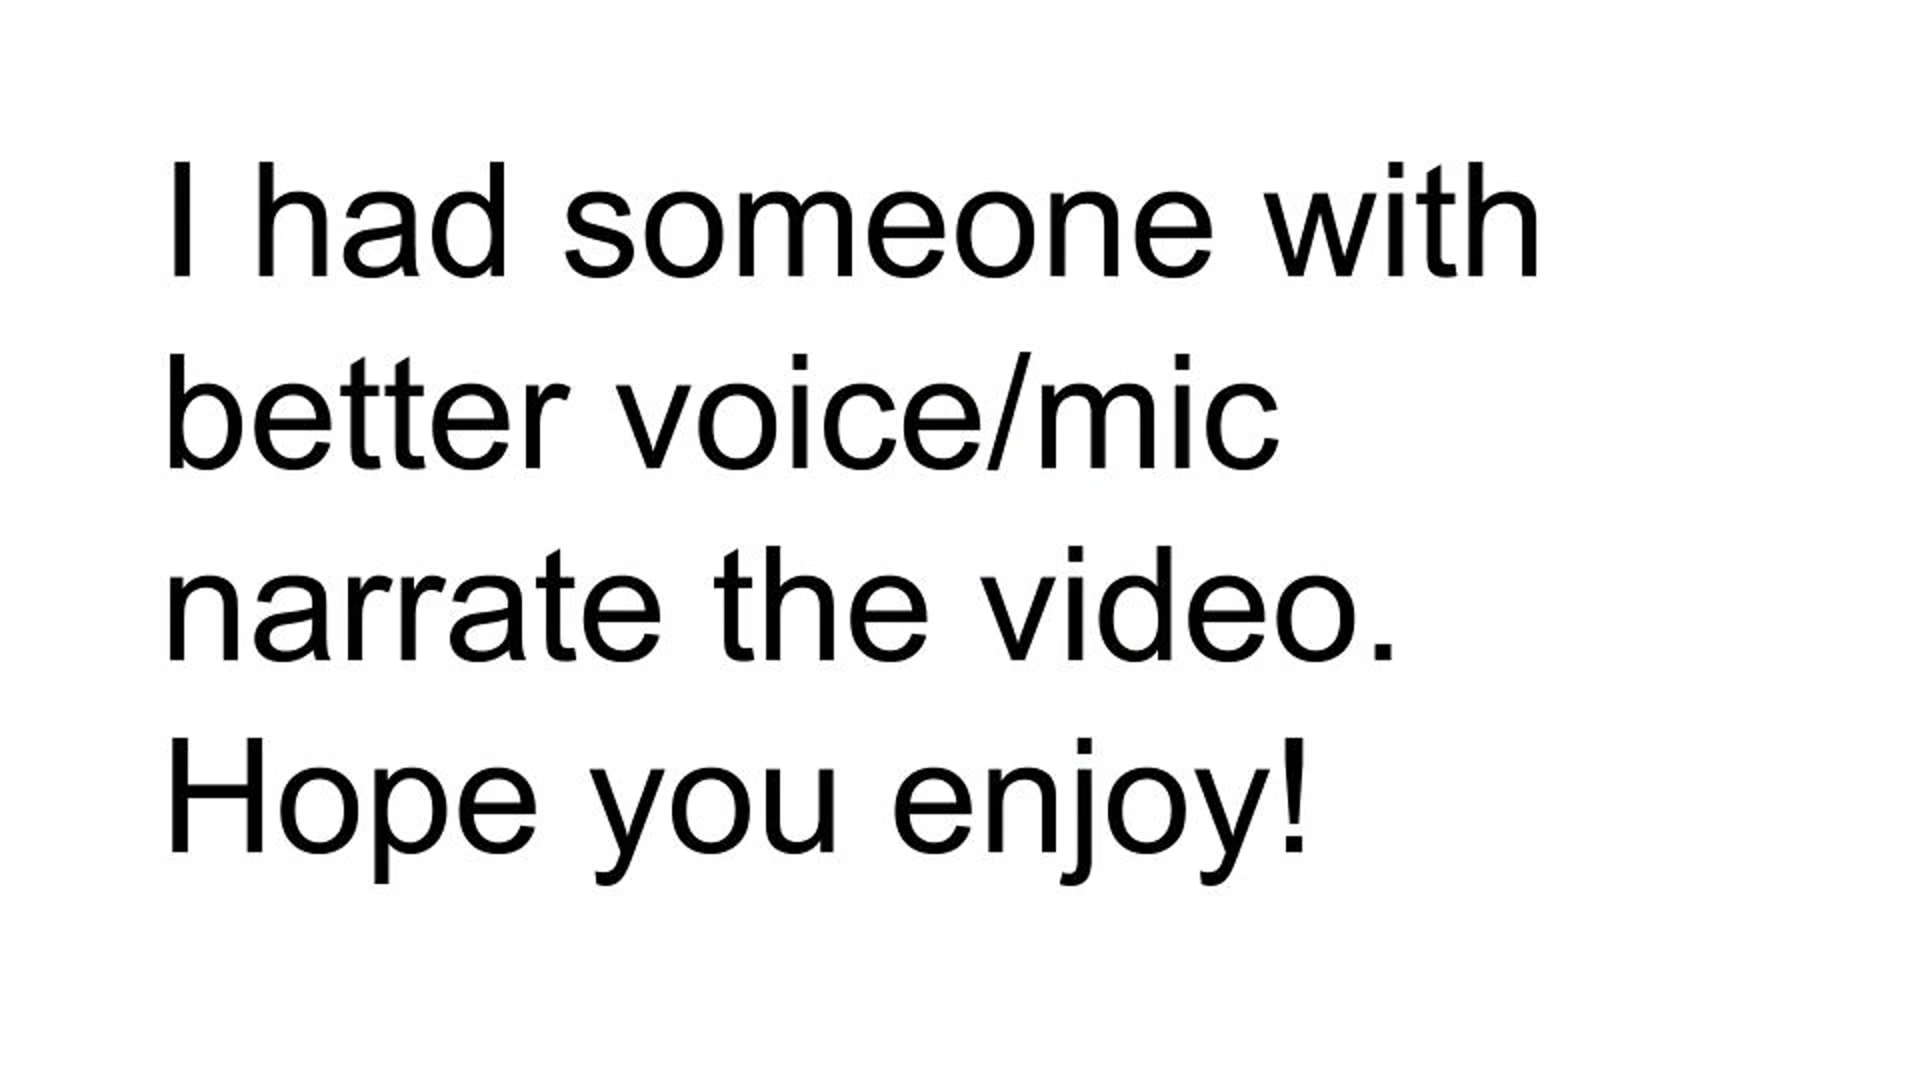 I had someone with
better voice/mic
narrate the video.
Hope you enjoy!